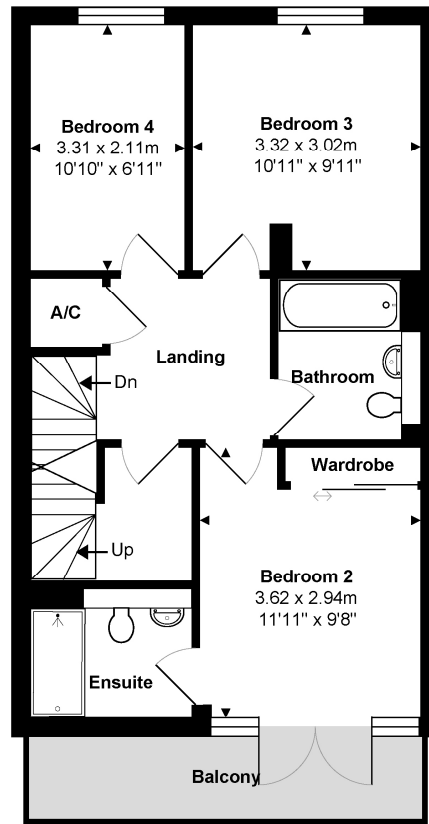 Bedroom 4
3.31 x 2.11m
10'10" x 6'11"
Bedroom 3
3.32 x 3.02m
10'11" x 9'11"
A/C
Landing
Dn
Bathroom
Wardrobe
Up
Bedroom 2
3.62 x 2.94m
11'11" x 9'8"
Ensuite
Balcony